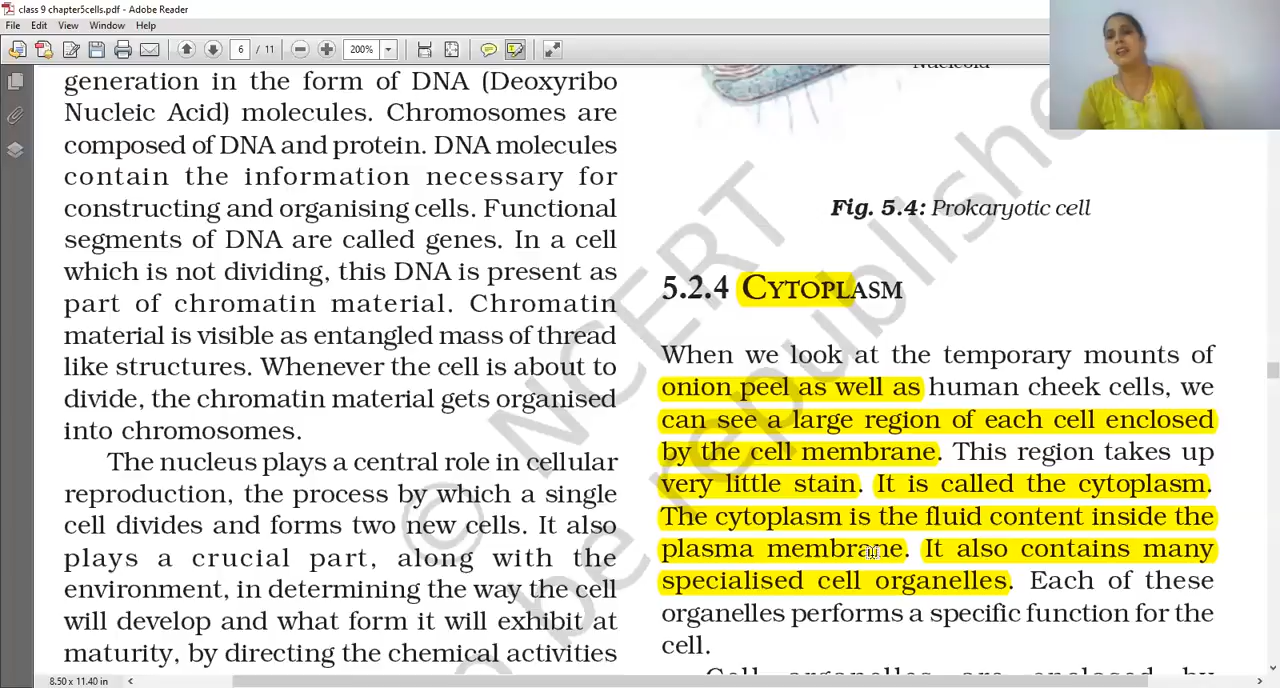 class 9 chapter5cells.pdf - Adobe Reader
File Edit View Window Help
6 / 11 200%
generation in the form of DNA (Deoxyribo
Nucleic Acid) molecules. Chromosomes are
composed of DNA and protein. DNA molecules
contain the information necessary for
constructing and organising cells. Functional
segments of DNA are called genes. In a cell
which is not dividing, this DNA is present as
part of chromatin material. Chromatin
material is visible as entangled mass of thread
like structures. Whenever the cell is about to
divide, the chromatin material gets organised
into chromosomes.
The nucleus plays a central role in cellular
reproduction, the process by which a single
cell divides and forms two new cells. It also
plays a crucial part, along with the
environment, in determining the way the cell
will develop and what form it will exhibit at
maturity, by directing the chemical activities
Fig. 5.4: Prokaryotic cell
5.2.4 CYTOPLASM
When we look at the temporary mounts of
onion peel as well as human cheek cells, we
can see a large region of each cell enclosed
by the cell membrane. This region takes up
very little stain. It is called the cytoplasm.
The cytoplasm is the fluid content inside the
plasma membrane. It also contains many
specialised cell organelles. Each of these
organelles performs a specific function for the
cell.
Cell organelles are enclosed by
© NCERT
be republishe
8.50 x 11.40 in